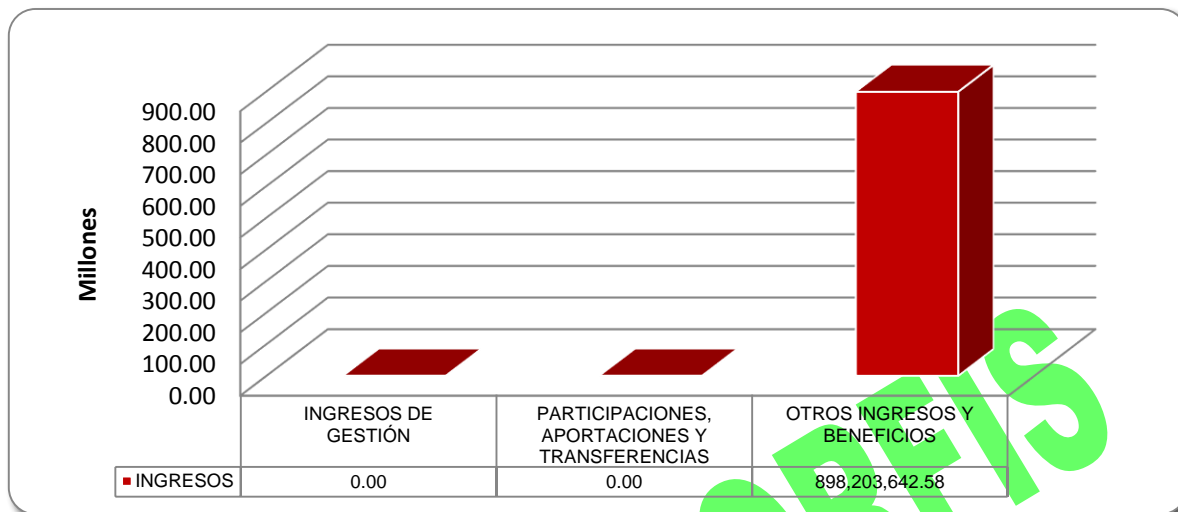 900.00
800.00
700.00
600.00
500.00
400.00
300.00
200.00
100.00
0.00
Millones
INGRESOS DE
GESTIÓN
PARTICIPACIONES,
APORTACIONES Y
TRANSFERENCIAS
OTROS INGRESOS Y
BENEFICIOS
INGRESOS 0.00 0.00 898,203,642.58